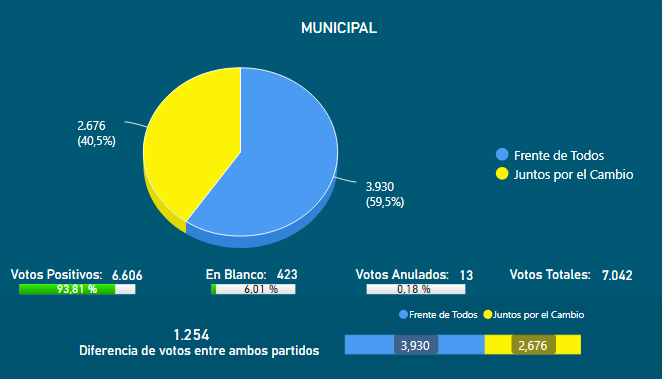 MUNICIPAL
2.676
(40,5%)
3.930
(59,5%)
Frente de Todos
Juntos por el Cambio
Votos Positivos: 6.606
93,81 %
En Blanco: 423
6,01 %
Votos Anulados: 13
0,18 %
Votos Totales: 7.042
1.254
Diferencia de votos entre ambos partidos
Frente de Todos Juntos por el Cambio
3,930 2,676